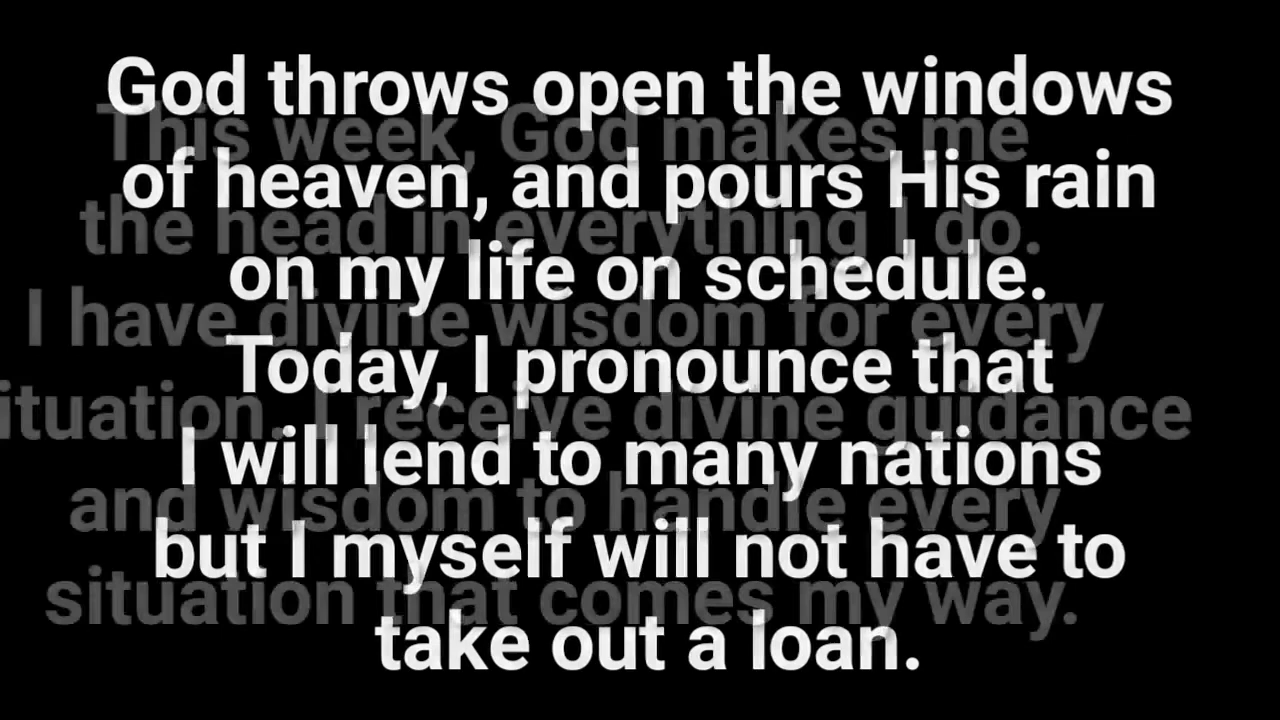 God throws open the windows
of heaven, and pours His rain
on my life on schedule.
Today, I pronounce that
I will lend to many nations
but I myself will not have to
take out a loan.
This week, God makes me
the head in everything I do.
I have divine wisdom for every
ituation. I receive divine guidance
and wisdom to handle every
situation that comes my way.